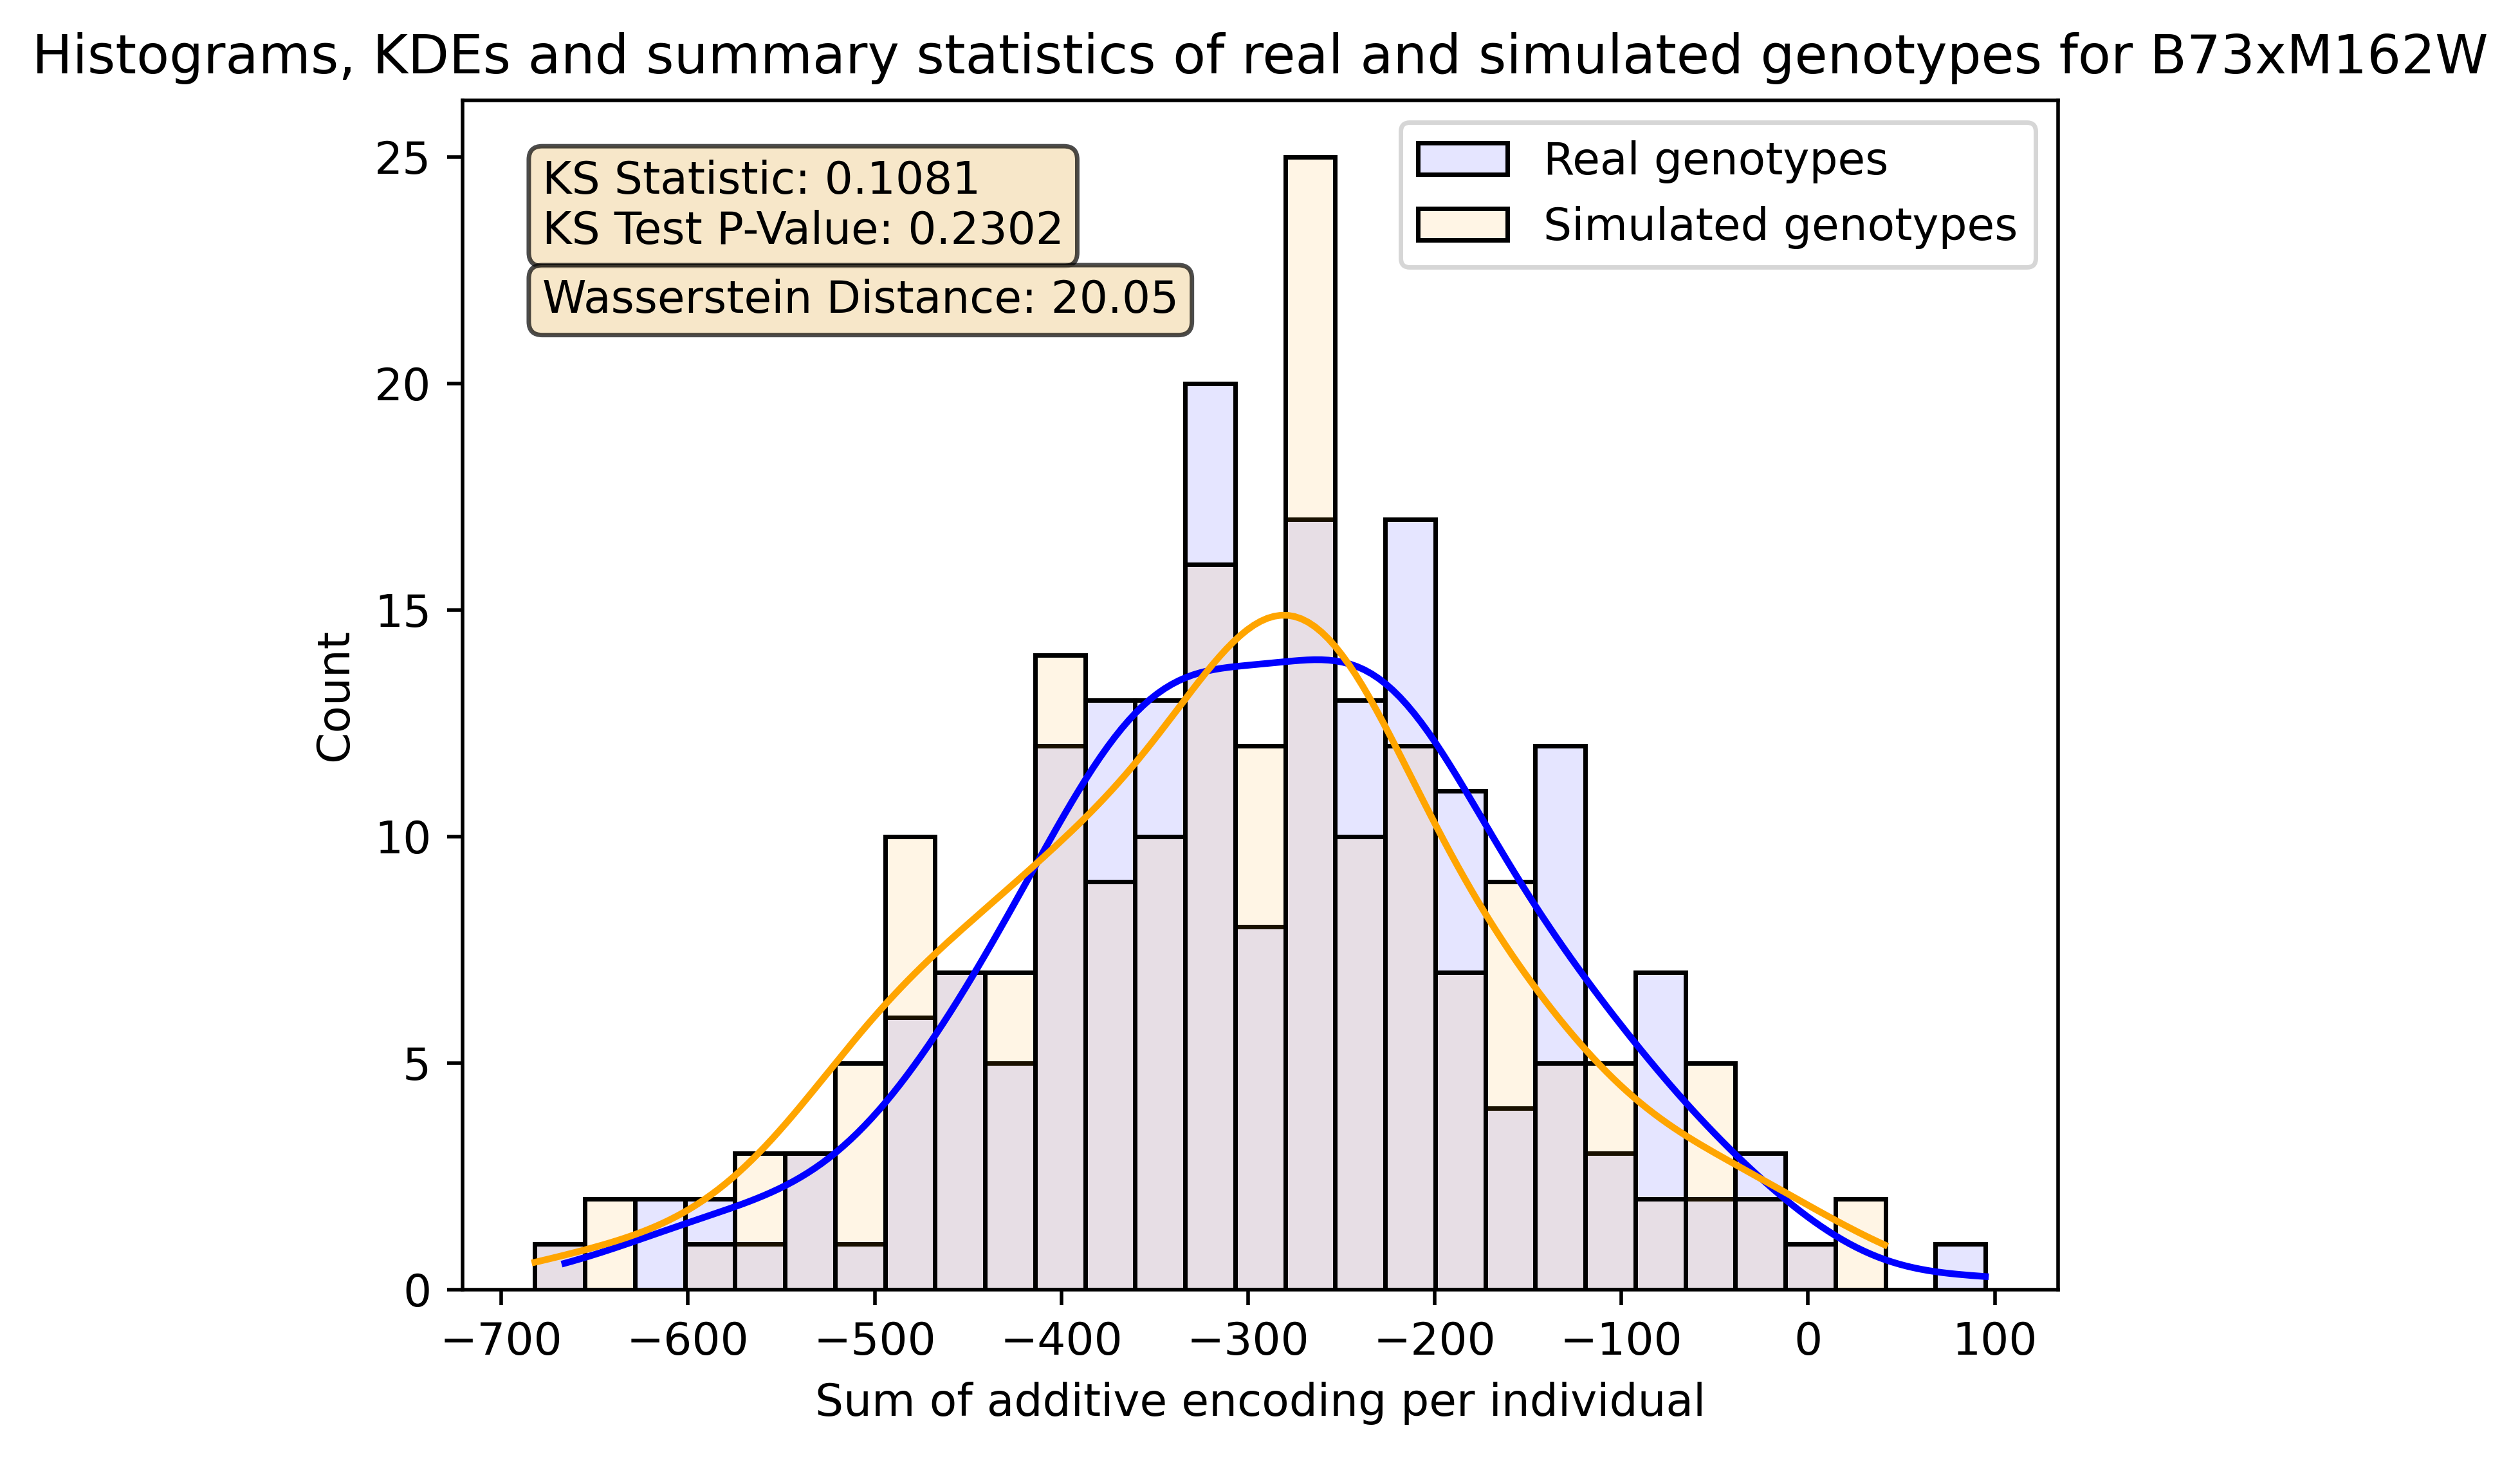 Histograms, KDEs and summary statistics of real and simulated genotypes for B73xM162W
KS Statistic: 0.1081
KS Test P-Value: 0.2302
Wasserstein Distance: 20.05
Real genotypes
Simulated genotypes
Count
25
20
15
10
5
0
−700 −600 −500 −400 −300 −200 −100 0 100
Sum of additive encoding per individual